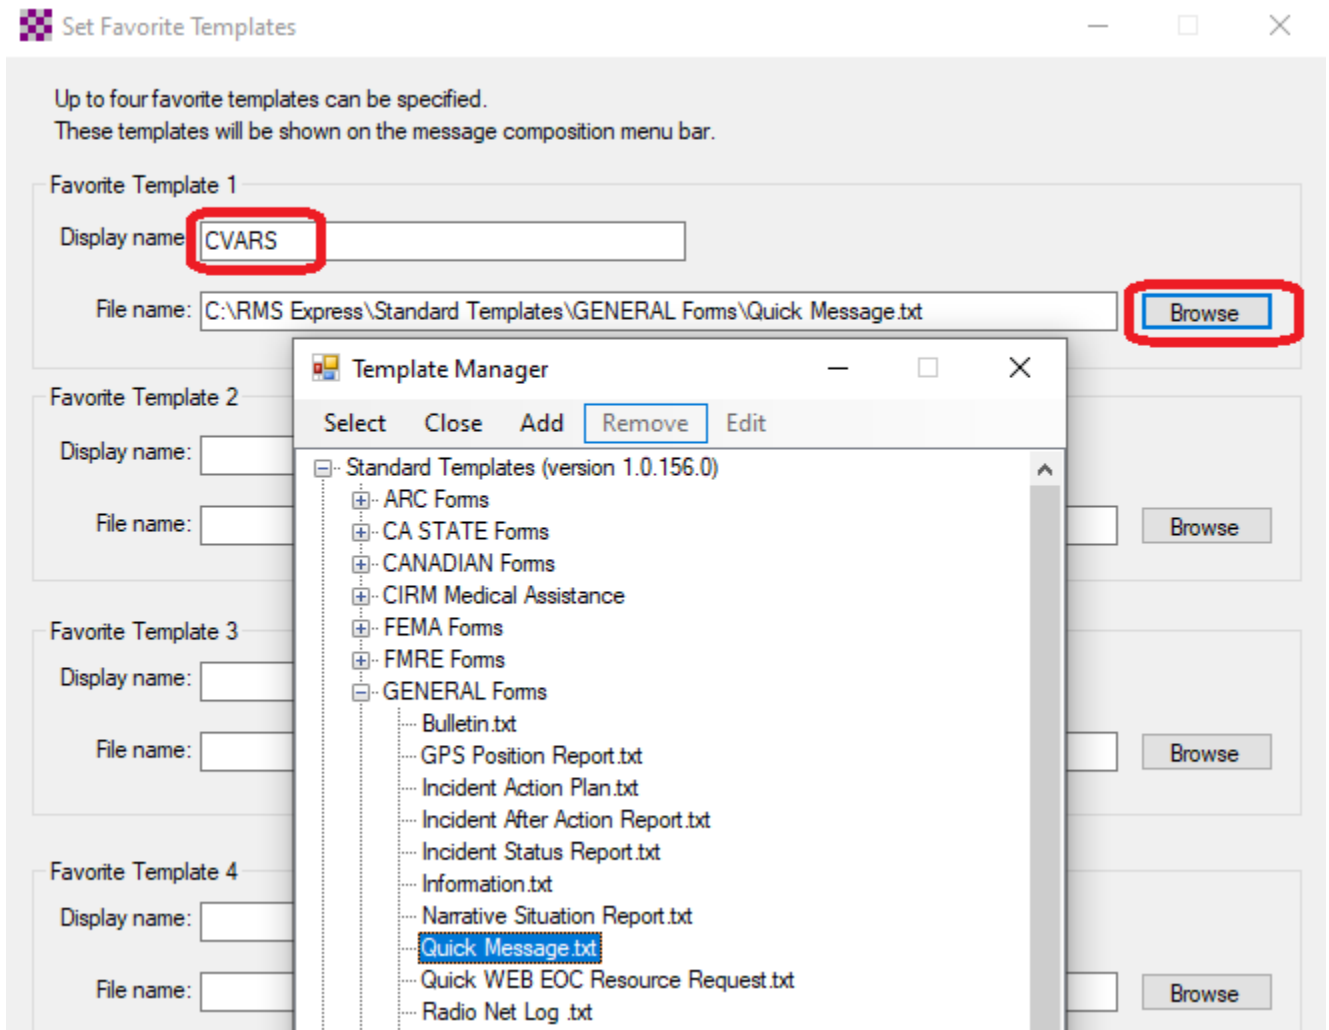 Set Favorite Templates
Up to four favorite templates can be specified.
These templates will be shown on the message composition menu bar.
Favorite Template 1
Display name
CVARS
File name: C:\RMS Express\Standard Templates\GENERAL Forms\Quick Message.txt Browse
Template Manager
Favorite Template 2
Select Close Add Remove Edit
Display name:
Standard Templates (version 1.0.156.0)
ARC Forms
File name: Browse
CA STATE Forms
CANADIAN Forms
CIRM Medical Assistance
FEMA Forms
Favorite Template 3
FMRE Forms
Display name:
GENERAL Forms
Bulletin.txt
File name: Browse
GPS Position Report.txt
Incident Action Plan.txt
Incident After Action Report.txt
Incident Status Report.txt
Favorite Template 4
Information.txt
Display name:
Narrative Situation Report.txt
Quick Message.txt
Quick WEB EOC Resource Request.txt
File name: Browse
Radio Net Log .txt